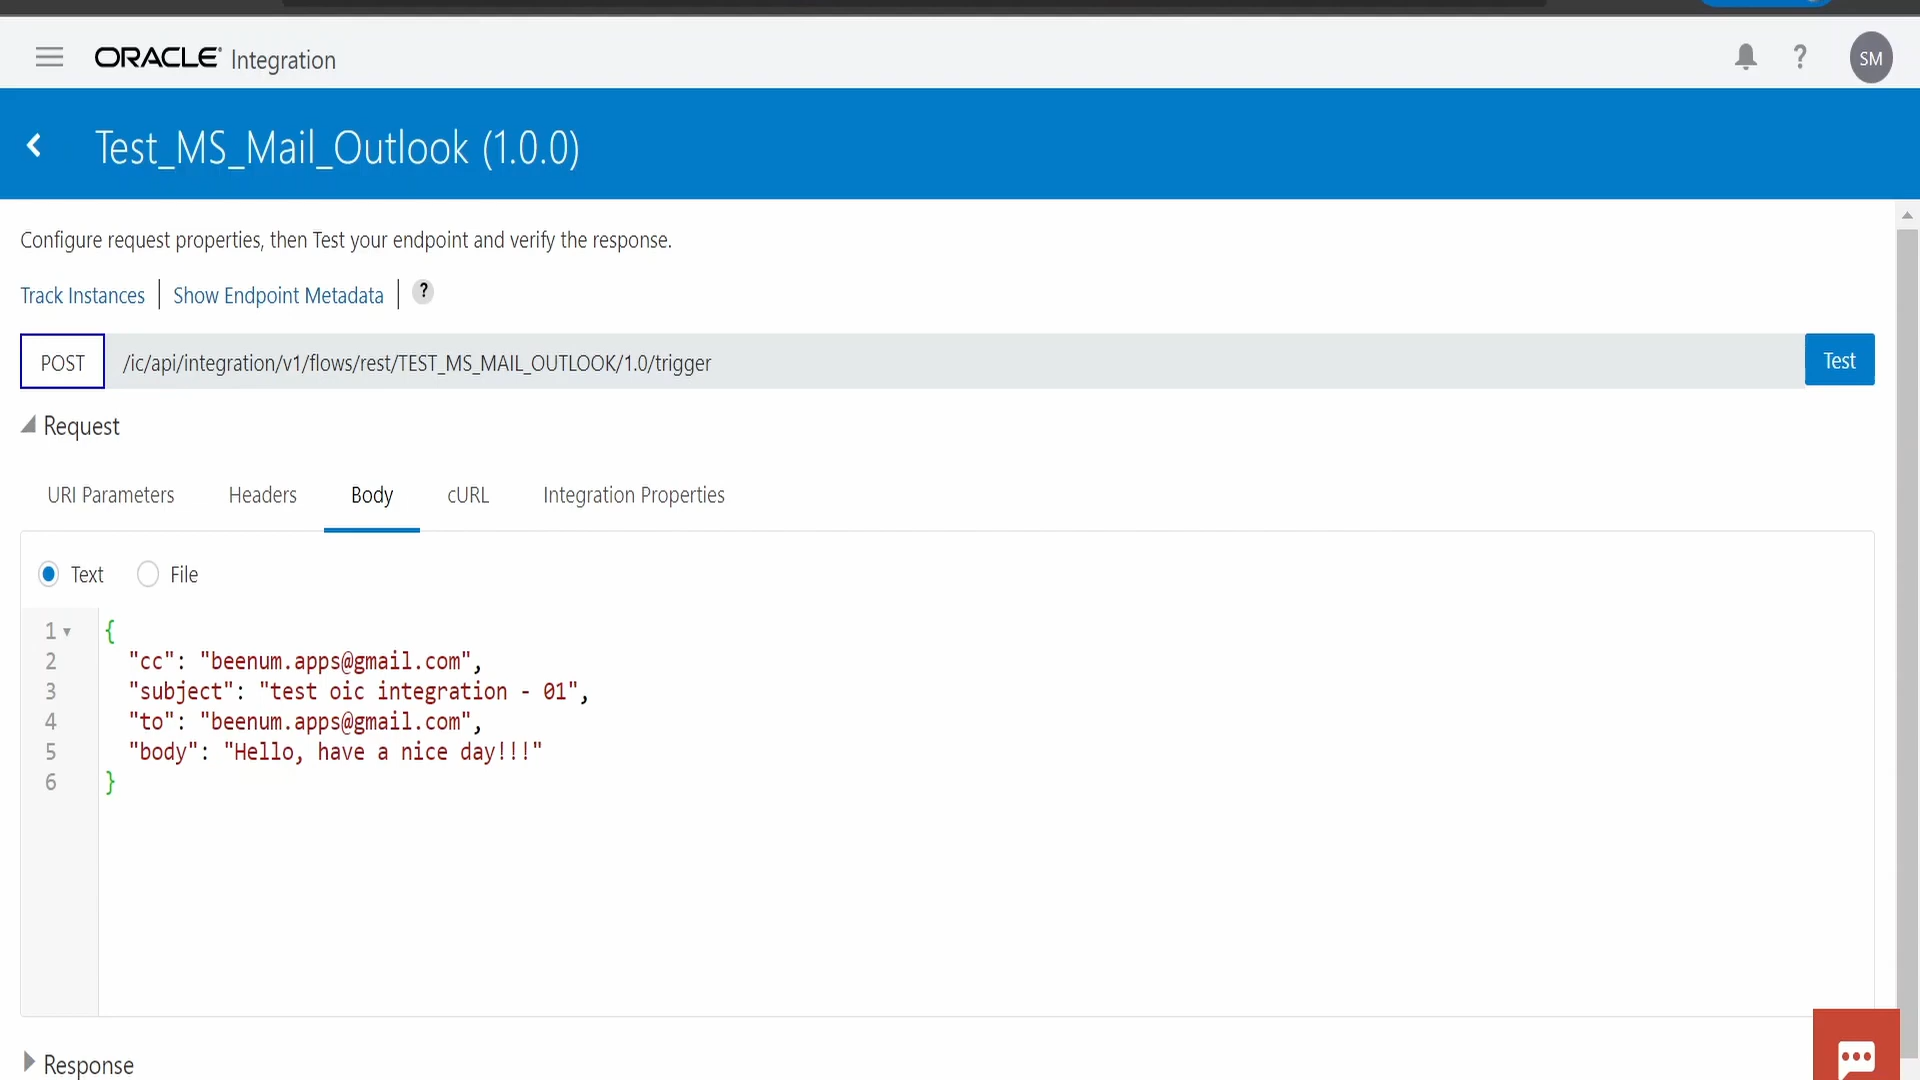 ORACLE Integration
?
SM
Test_MS_Mail_Outlook (1.0.0)
Configure request properties, then Test your endpoint and verify the response.
Track Instances | Show Endpoint Metadata | ?
POST /ic/api/integration/v1/flows/rest/TEST_MS_MAIL_OUTLOOK/1.0/trigger Test
Request
URI Parameters Headers Body cURL Integration Properties
Text File
1 {
2 "cc": "beenum.apps@gmail.com",
3 "subject": "test oic integration - 01",
4 "to": "beenum.apps@gmail.com",
5 "body": "Hello, have a nice day!!!"
6 }
Response